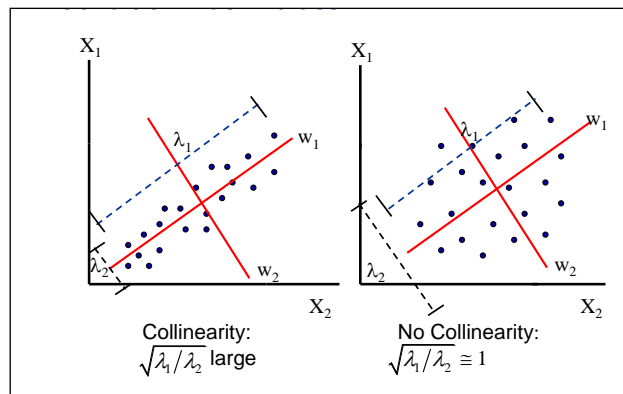 X₁
X₁
λ₁
w₁
λ₁
w₁
λ₂
w₂
λ₂
w₂
X₂
X₂
Collinearity:
√λ₁/λ₂ large
No Collinearity:
√λ₁/λ₂ ≅ 1